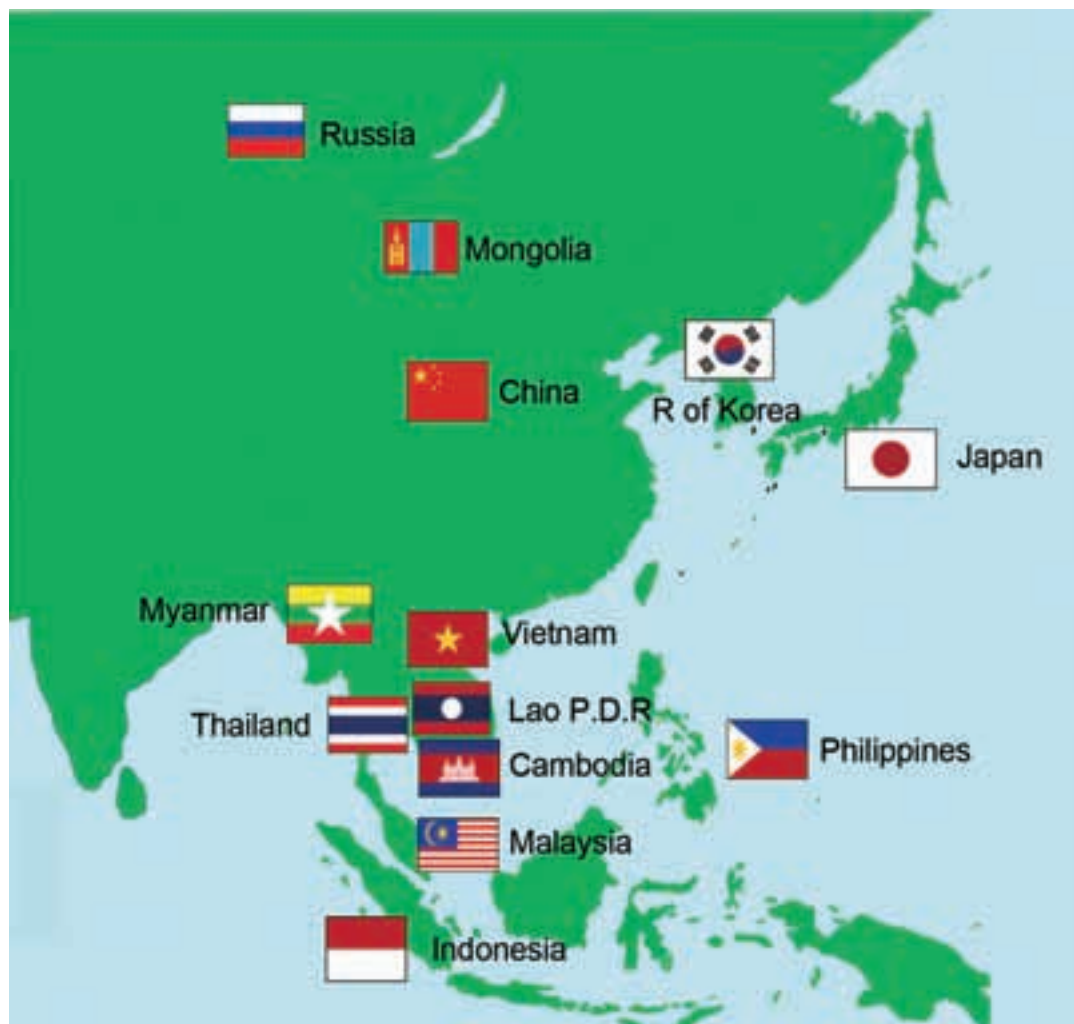 Russia
Mongolia
China
R of Korea
Japan
Myanmar
Vietnam
Lao P.D.R
Thailand
Philippines
Cambodia
Malaysia
Indonesia